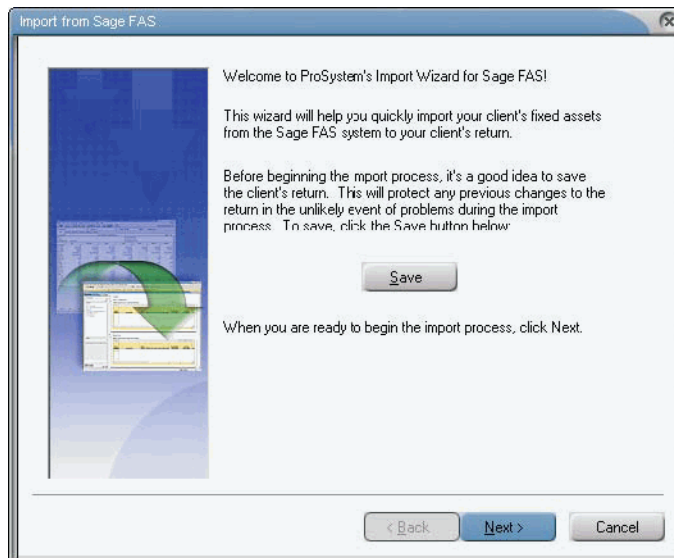 Import from Sage FAS
Welcome to ProSystem's Import Wizard for Sage FAS!
This wizard will help you quickly import your client's fixed assets
from the Sage FAS system to your client's return.
Before beginning the mport process, it's a good idea to save
the client's return. This will protect any previous changes to the
return in the unlikely event of problems during the import
process. To save, click the Save button below:
Save
When you are ready to begin the import process, click Next.
< Back
Next >
Cancel